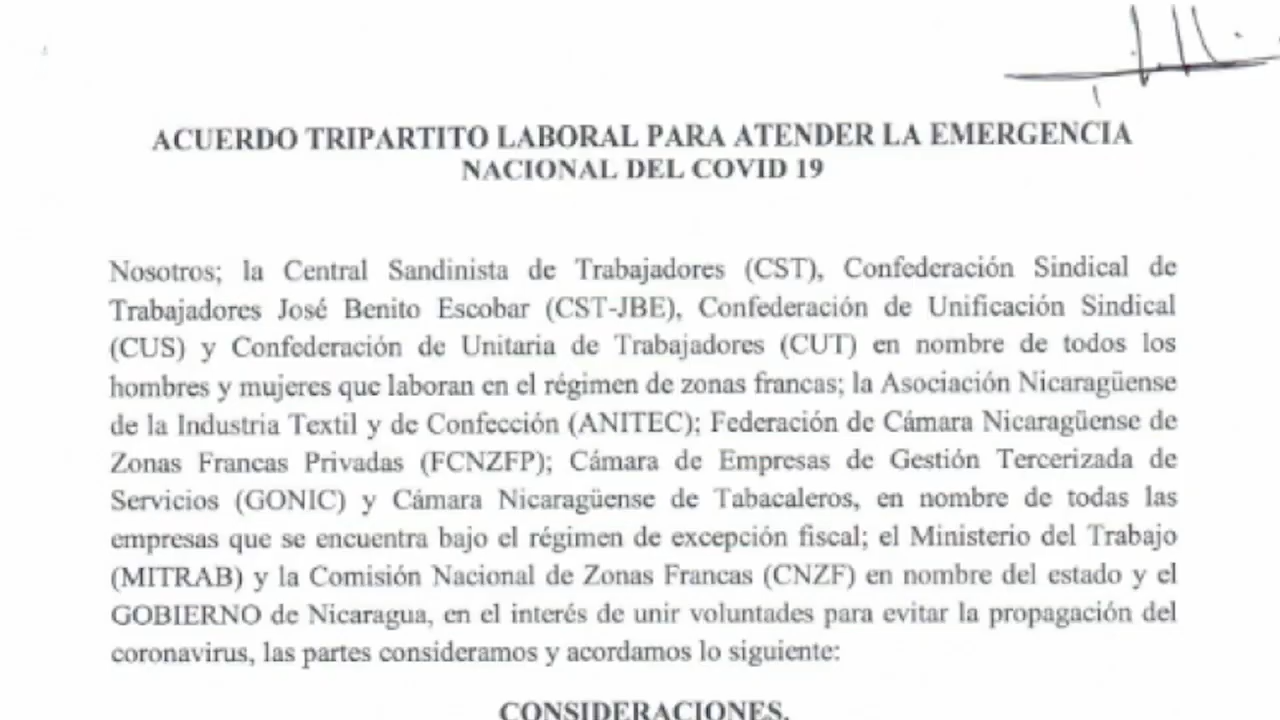 ACUERDO TRIPARTITO LABORAL PARA ATENDER LA EMERGENCIA
NACIONAL DEL COVID 19
Nosotros; la Central Sandinista de Trabajadores (CST), Confederación Sindical de
Trabajadores José Benito Escobar (CST-JBE), Confederación de Unificación Sindical
(CUS) y Confederación de Unitaria de Trabajadores (CUT) en nombre de todos los
hombres y mujeres que laboran en el régimen de zonas francas; la Asociación Nicaragüense
de la Industria Textil y de Confección (ANITEC); Federación de Cámara Nicaragüense de
Zonas Francas Privadas (FCNZFP); Cámara de Empresas de Gestión Tercerizada de
Servicios (GONIC) y Cámara Nicaragüense de Tabacaleros, en nombre de todas las
empresas que se encuentra bajo el régimen de excepción fiscal; el Ministerio del Trabajo
(MITRAB) y la Comisión Nacional de Zonas Francas (CNZF) en nombre del estado y el
GOBIERNO de Nicaragua, en el interés de unir voluntades para evitar la propagación del
coronavirus, las partes consideramos y acordamos lo siguiente:
CONSIDERACIONES.